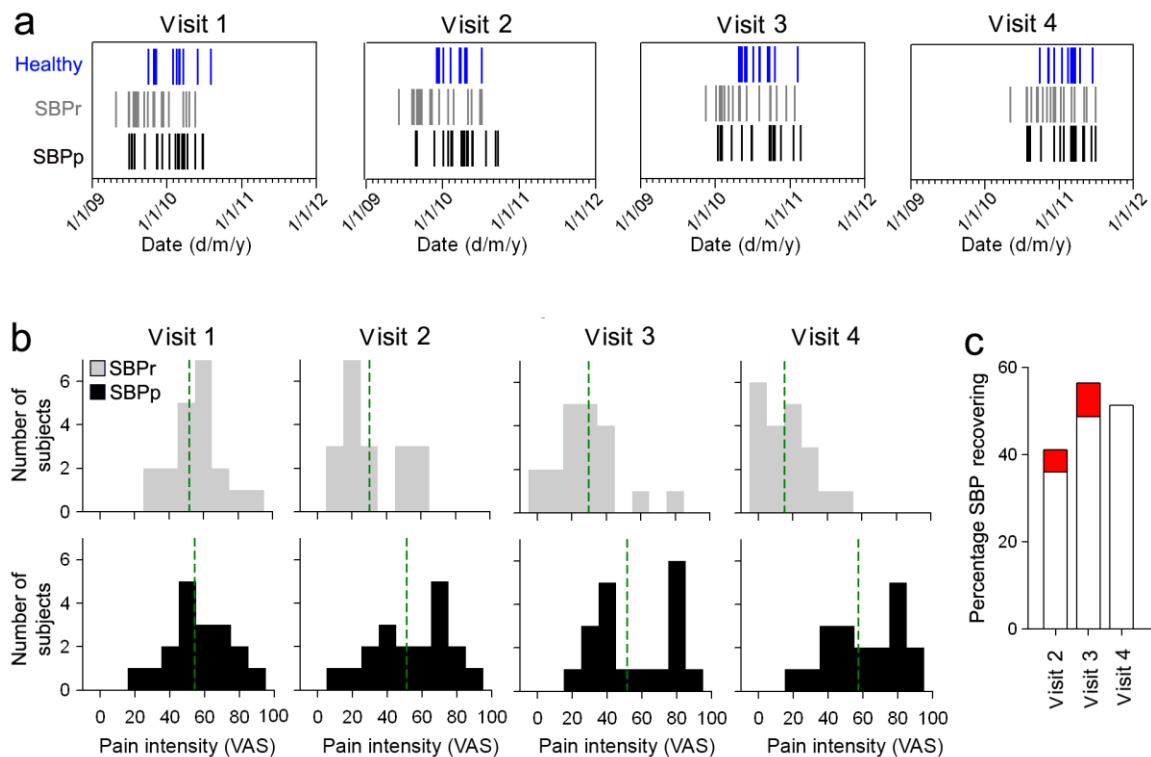 a
Visit 1
Visit 2
Visit 3
Visit 4
Healthy
SBPr
SBPp
1/1/09
1/1/10
1/1/11
1/1/12
1/1/09
1/1/10
1/1/11
1/1/12
1/1/09
1/1/10
1/1/11
1/1/12
1/1/09
1/1/10
1/1/11
1/1/12
Date (d/m/y)
Date (d/m/y)
Date (d/m/y)
Date (d/m/y)
b
Visit 1
Visit 2
Visit 3
Visit 4
SBPr
SBPp
Number of
subjects
6
4
2
0
Number of
subjects
6
4
2
0
0 20 40 60 80 100
0 20 40 60 80 100
0 20 40 60 80 100
0 20 40 60 80 100
Pain intensity (VAS)
Pain intensity (VAS)
Pain intensity (VAS)
Pain intensity (VAS)
c
Percentage SBP recovering
60
40
20
0
Visit 2
Visit 3
Visit 4